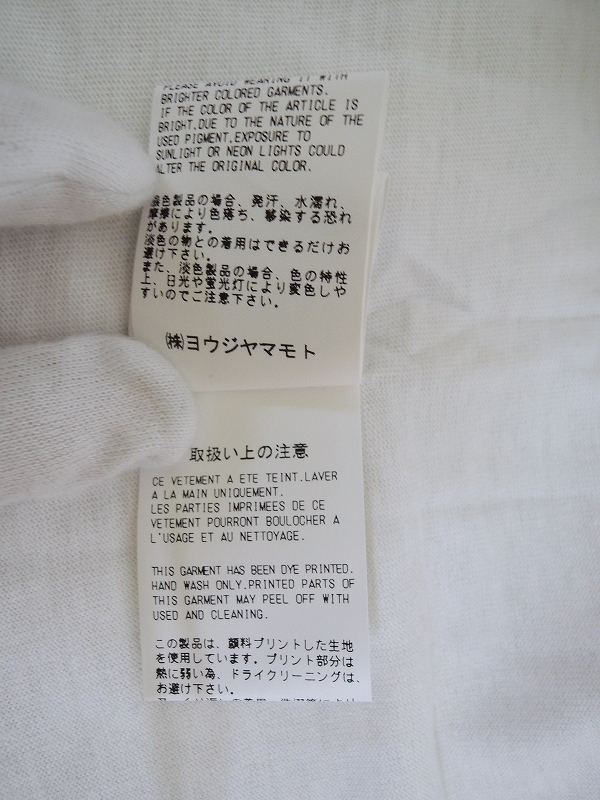 PLEASE AVOID WEARING IT WITH
BRIGHTER COLORED GARMENTS.
IF THE COLOR OF THE ARTICLE IS
BRIGHT,DUE TO THE NATURE OF THE
USED PIGMENT,EXPOSURE TO
SUNLIGHT OR NEON LIGHTS COULD
ALTER THE ORIGINAL COLOR.
色製品の場合、発汗、水濡れ、
摩擦により色落ち、移染する恐れ
があります。
淡色の物との着用はできるだけお
避け下さい。
また、淡色製品の場合、色の特性
上、日光や蛍光灯により変色しや
すいのでご注意下さい。
㈱ヨウジヤマモト
取扱い上の注意
CE VETEMENT A ETE TEINT.LAVER
A LA MAIN UNIQUEMENT.
LES PARTIES IMPRIMEES DE CE
VETEMENT POURRONT BOULOCHER A
L'USAGE ET AU NETTOYAGE.
THIS GARMENT HAS BEEN DYE PRINTED.
HAND WASH ONLY.PRINTED PARTS OF
THIS GARMENT MAY PEEL OFF WITH
USED AND CLEANING.
この製品は、顔料プリントした生地
を使用しています。プリント部分は
熱に弱い為、ドライクリーニングは、
お避け下さい。